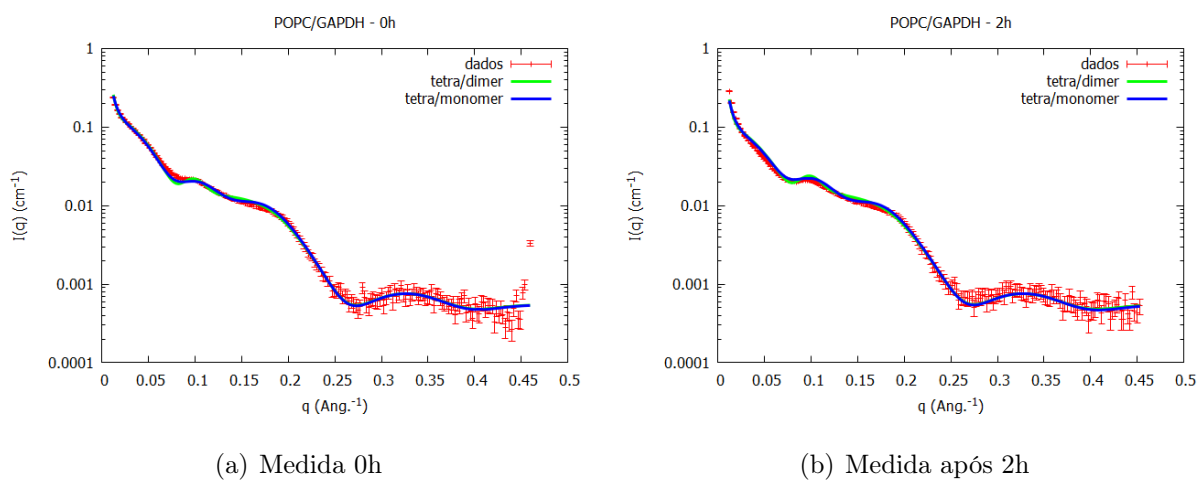 POPC/GAPDH - 0h
1
0.1
0.01
0.001
0.0001
I(q) (cm⁻¹)
dados
tetra/dimer
tetra/monomer
0 0.05 0.1 0.15 0.2 0.25 0.3 0.35 0.4 0.45 0.5
q (Ang.⁻¹)
(a) Medida 0h
POPC/GAPDH - 2h
1
0.1
0.01
0.001
0.0001
I(q) (cm⁻¹)
dados
tetra/dimer
tetra/monomer
0 0.05 0.1 0.15 0.2 0.25 0.3 0.35 0.4 0.45 0.5
q (Ang.⁻¹)
(b) Medida após 2h